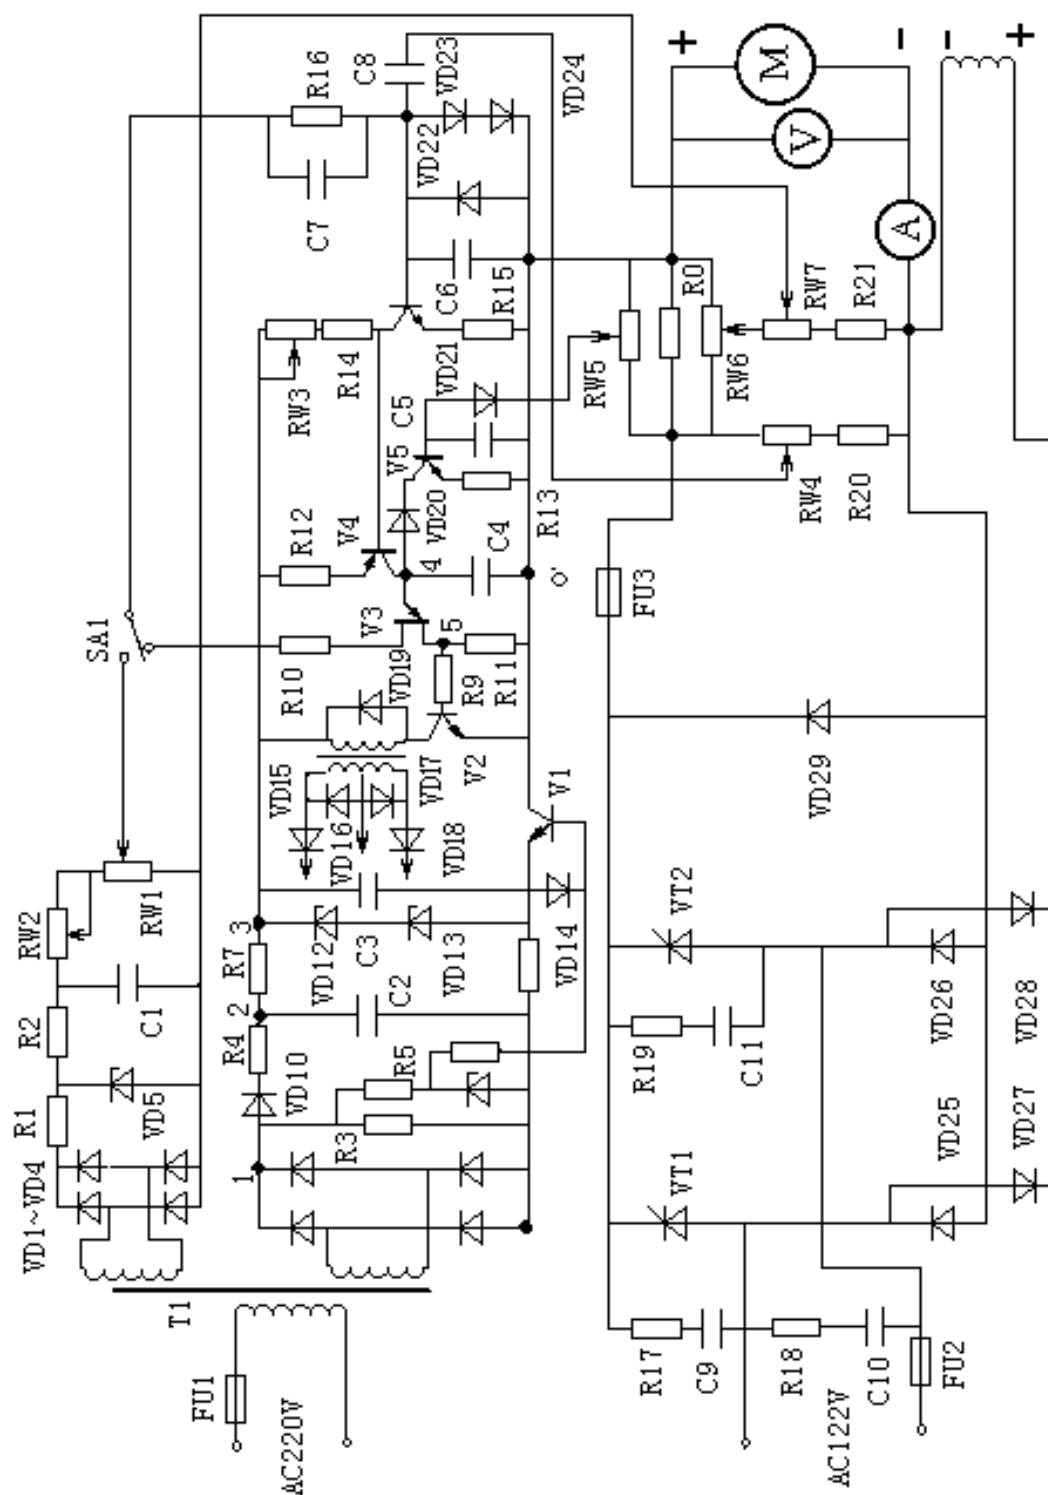 VD1~VD4
R1
R2
RW2
SA1
VD5
C1
RW1
T1
FU1
1
R4
2
R7
3
AC220V
VD10
VD15
R10
R12
RW3
C7
R16
R3
R5
VD12
VD16
V4
R14
C8
C3
C2
VD19
V3
C5
V5
VD22
VD13
VD17
VD18
4
VD20
VD21
C6
VD23
V2
R9
5
R11
C4
R15
VD14
V1
R13
O'
RW5
VD24
R17
R19
FU3
VT1
VT2
R0
+
C9
C11
RW6
M
R18
VD29
RW4
RW7
V
AC122V
C10
VD25
VD26
R20
R21
A
-
FU2
-
VD27
VD28
+